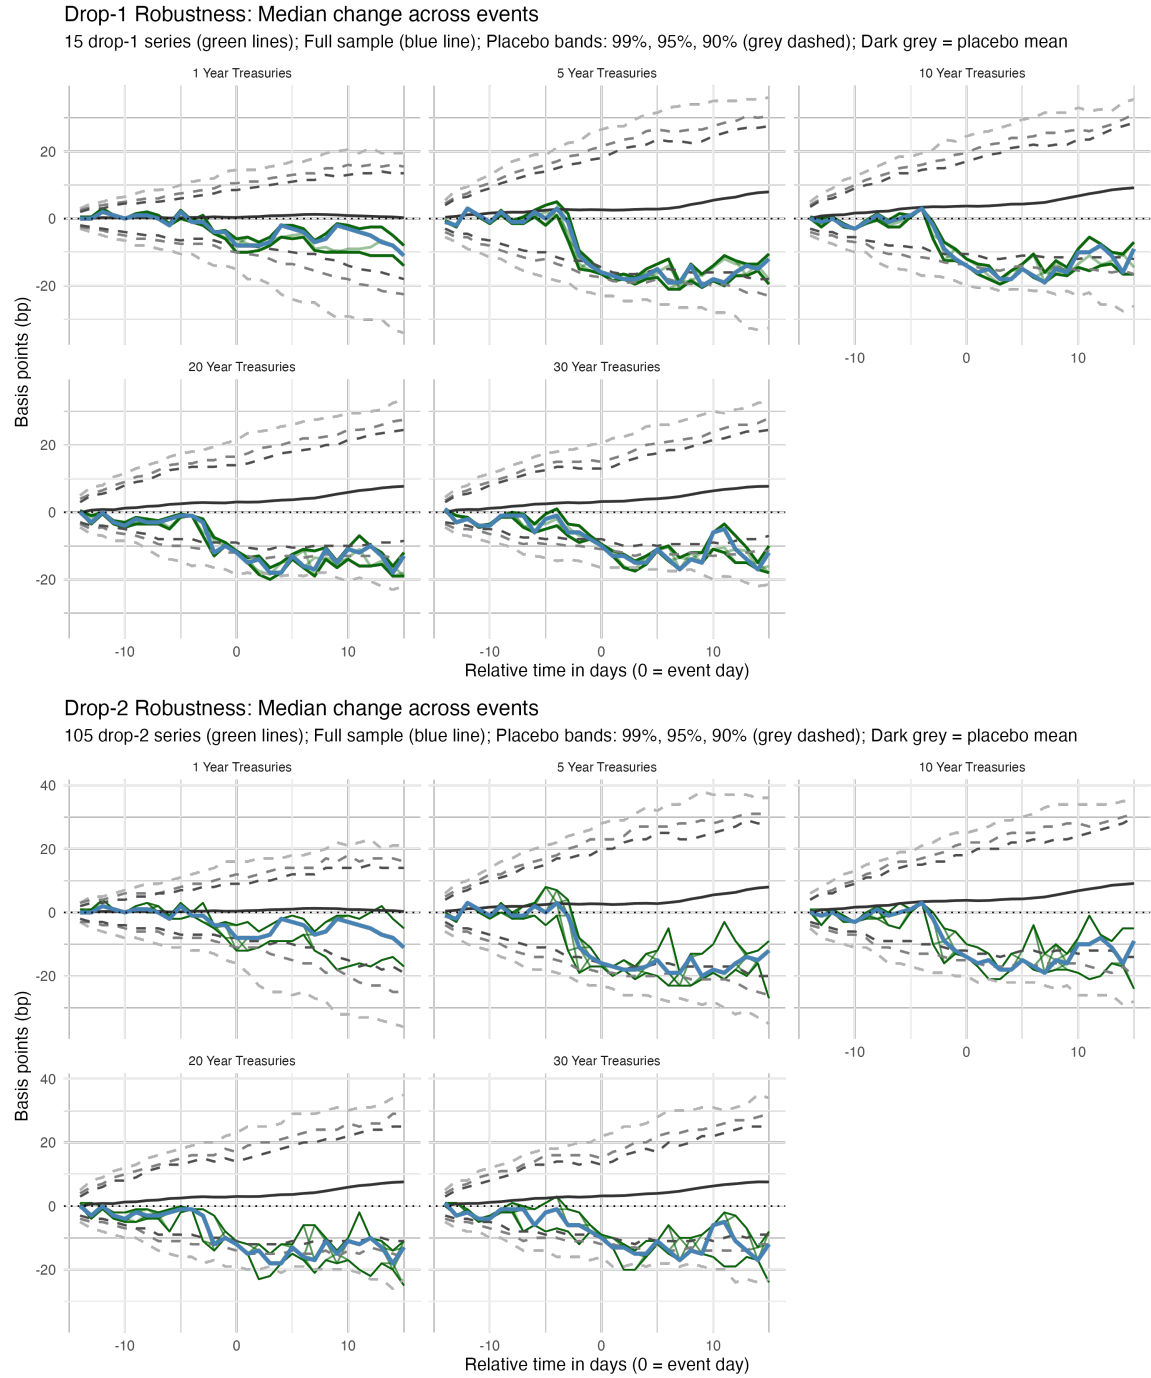 Drop-1 Robustness: Median change across events
15 drop-1 series (green lines); Full sample (blue line); Placebo bands: 99%, 95%, 90% (grey dashed); Dark grey = placebo mean
1 Year Treasuries
5 Year Treasuries
10 Year Treasuries
20
0
-20
-10
0
10
Basis points (bp)
20 Year Treasuries
30 Year Treasuries
20
0
-20
-10
0
10
-10
0
10
Relative time in days (0 = event day)
Drop-2 Robustness: Median change across events
105 drop-2 series (green lines); Full sample (blue line); Placebo bands: 99%, 95%, 90% (grey dashed); Dark grey = placebo mean
1 Year Treasuries
5 Year Treasuries
10 Year Treasuries
40
20
0
-20
-10
0
10
Basis points (bp)
20 Year Treasuries
30 Year Treasuries
40
20
0
-20
-10
0
10
-10
0
10
Relative time in days (0 = event day)